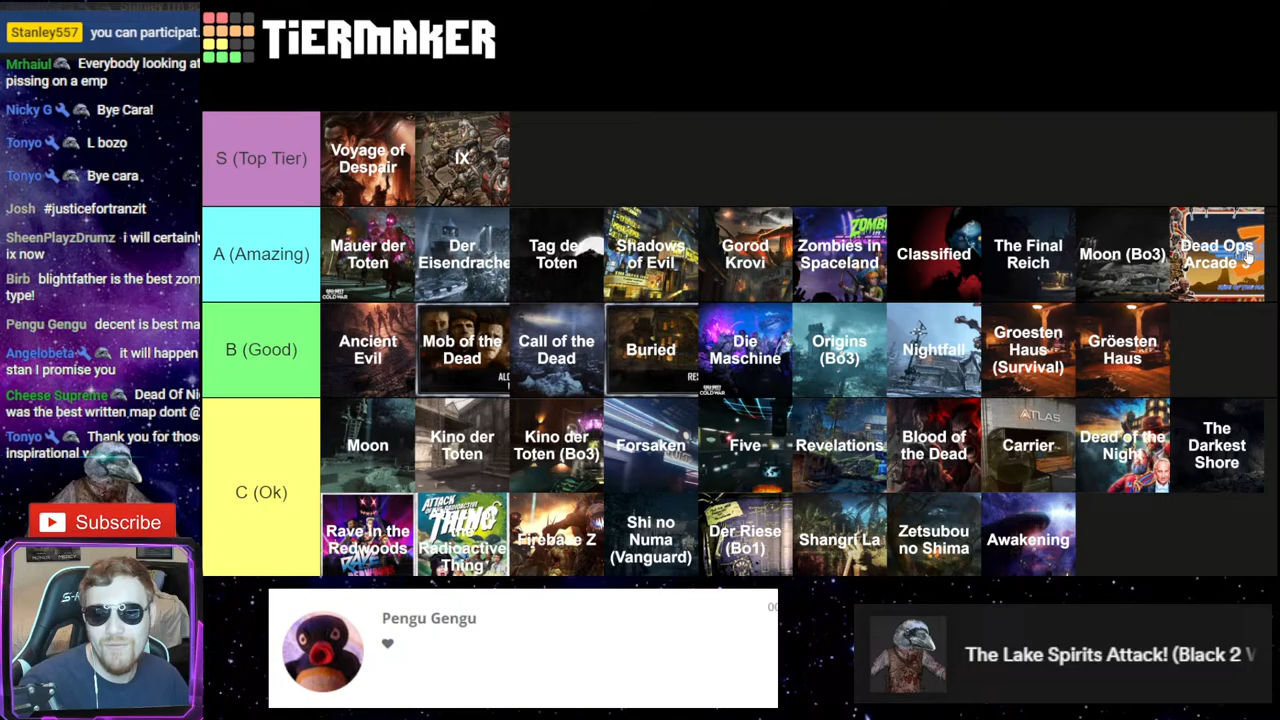 TIERMAKER
Stanley557 you can participat.
Mrhaiul Everybody looking at
pissing on a emp
Nicky G Bye Cara!
Tonyo L bozo
Tonyo Bye cara
Josh #justicefortranzit
SheenPlayzDrumz i will certainly
ix now
Birb blightfather is the best zom
type!
Pengu Gengu decent is best ma
Angelobeta it will happen
stan I promise you
Cheese Supreme Dead Of Ni
was the best written map dont @
Tonyo Thank you for those
inspirational
Subscribe
S (Top Tier)
Voyage of
Despair
IX
A (Amazing)
Mauer der
Toten
Der
Eisendrache
Tag der
Toten
Shadows
of Evil
Gorod
Krovi
Zombies in
Spaceland
Classified
The Final
Reich
Moon (Bo3)
Dead Ops
Arcade 3
B (Good)
Ancient
Evil
Mob of the
Dead
Call of the
Dead
Buried
Die
Maschine
Origins
(Bo3)
Nightfall
Groesten
Haus
(Survival)
Gröesten
Haus
C (Ok)
Moon
Kino der
Toten
Kino der
Toten (Bo3)
Forsaken
Five
Revelations
Blood of
the Dead
ATLAS
Carrier
Dead of the
Night
The
Darkest
Shore
Rave in the
Redwoods
ATTACK
OF THE RADIOACTIVE
THING
the
Radioactive
Thing
Firebase Z
Shi no
Numa
(Vanguard)
Der Riese
(Bo1)
Shangri La
Zetsubou
no Shima
Awakening
Pengu Gengu
The Lake Spirits Attack! (Black 2